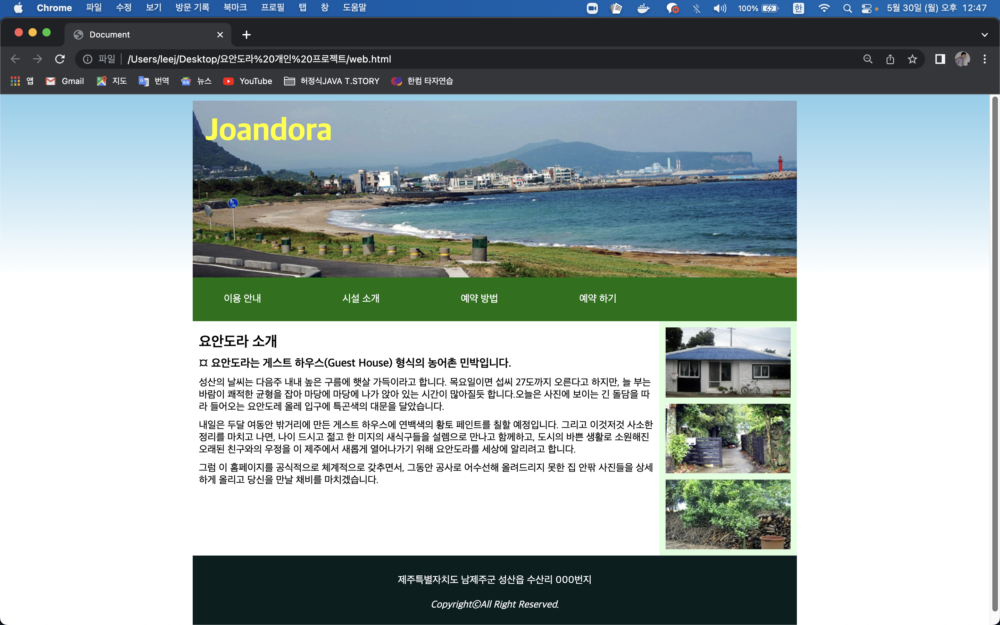 Chrome 파일 수정 보기 방문 기록 북마크 프로필 탭 창 도움말 100% 한 5월 30일 (월) 오후 12:47
Document
파일 /Users/leej/Desktop/요안도라%20개인%20프로젝트/web.html
앱 Gmail 지도 번역 뉴스 YouTube 허정식JAVA T.STORY 한컴 타자연습
Joandora
이용 안내 시설 소개 예약 방법 예약 하기
요안도라 소개
¤ 요안도라는 게스트 하우스(Guest House) 형식의 농어촌 민박입니다.
성산의 날씨는 다음주 내내 높은 구름에 햇살 가득이라고 합니다. 목요일이면 섭씨 27도까지 오른다고 하지만, 늘 부는
바람이 쾌적한 균형을 잡아 마당에 마당에 나가 앉아 있는 시간이 많아질듯 합니다.오늘은 사진에 보이는 긴 돌담을 따
라 들어오는 요안도레 올레 입구에 특곤색의 대문을 달았습니다.
내일은 두달 여동안 밖거리에 만든 게스트 하우스에 연백색의 황토 페인트를 칠할 예정입니다. 그리고 이것저것 사소한
정리를 마치고 나면, 나이 드시고 젊고 한 미지의 새식구들을 설렘으로 만나고 함께하고, 도시의 바쁜 생활로 소원해진
오래된 친구와의 우정을 이 제주에서 새롭게 열어나가기 위해 요안도라를 세상에 알리려고 합니다.
그럼 이 홈페이지를 공식적으로 체계적으로 갖추면서, 그동안 공사로 어수선해 올려드리지 못한 집 안팎 사진들을 상세
하게 올리고 당신을 만날 채비를 마치겠습니다.
제주특별자치도 남제주군 성산읍 수산리 000번지
Copyright©All Right Reserved.